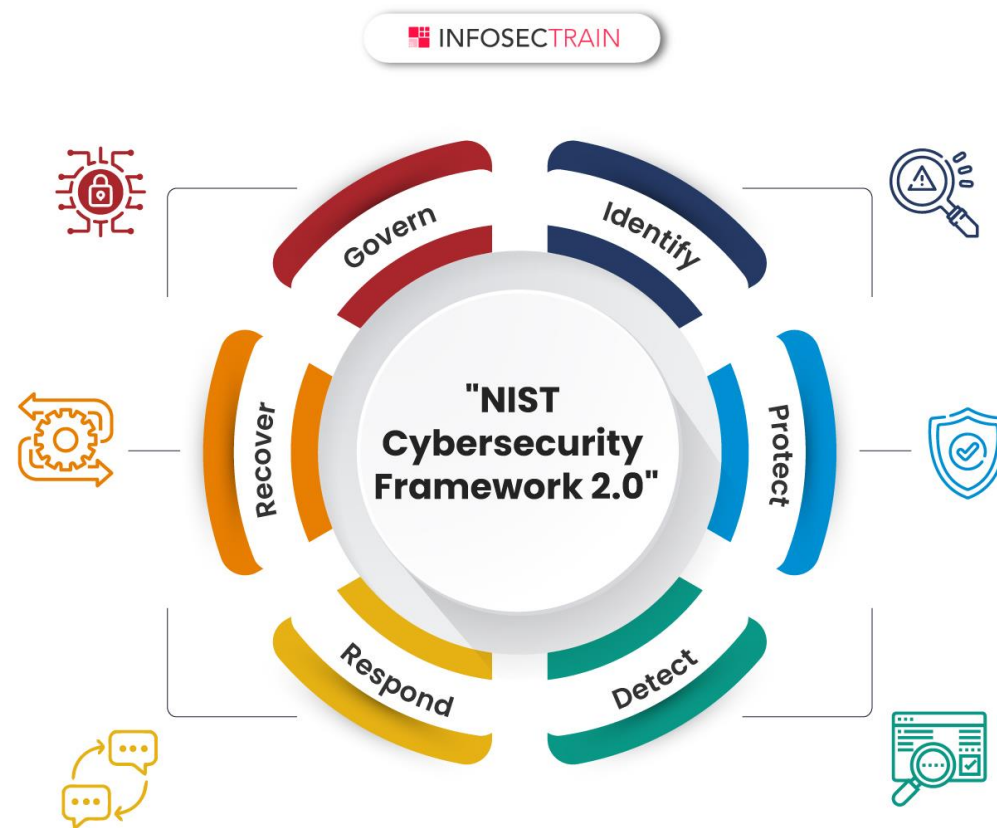 INFOSECTRAIN
Govern
Identify
"NIST
Cybersecurity
Framework 2.0"
Recover
Protect
Respond
Detect